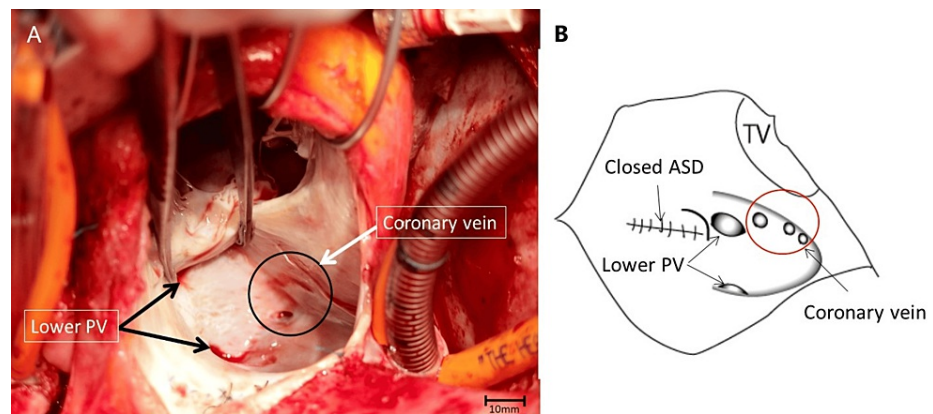 A
Coronary vein
Lower PV
10mm
B
TV
Closed ASD
Lower PV
Coronary vein